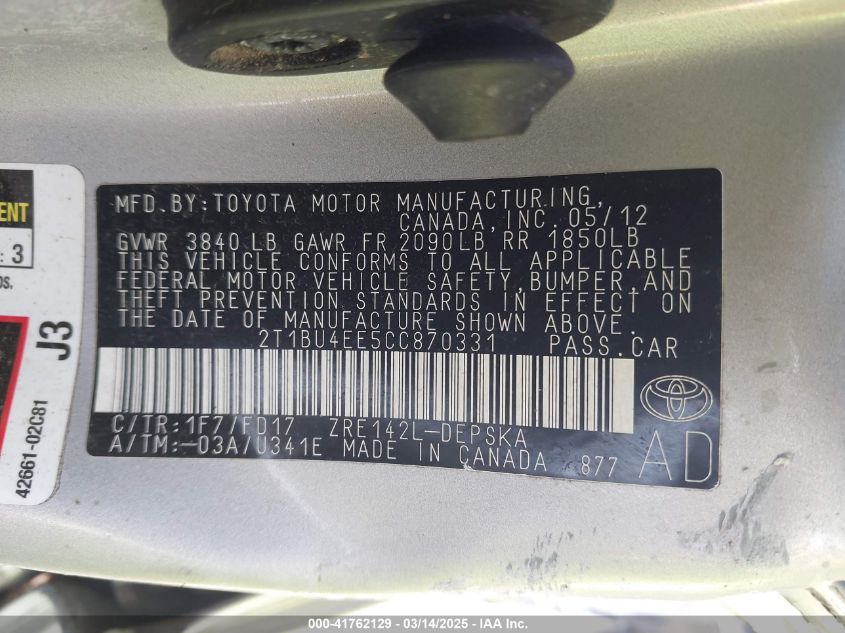 MFD.BY:TOYOTA MOTOR MANUFACTURING,
CANADA,INC. 05/12
GVWR 3840 LB GAWR FR 2090LB RR 1850LB
THIS VEHICLE CONFORMS TO ALL APPLICABLE
FEDERAL MOTOR VEHICLE SAFETY,BUMPER,AND
THEFT PREVENTION STANDARDS IN EFFECT ON
THE DATE OF MANUFACTURE SHOWN ABOVE.
2T1BU4EE5CC870331 PASS.CAR
C/TR:1F7/FD17 ZRE142L-DEPSKA
A/TM:-03A/U341E MADE IN CANADA 877
AD
: 3
J3
42661-02C81
000-41762129 - 03/14/2025 - IAA Inc.